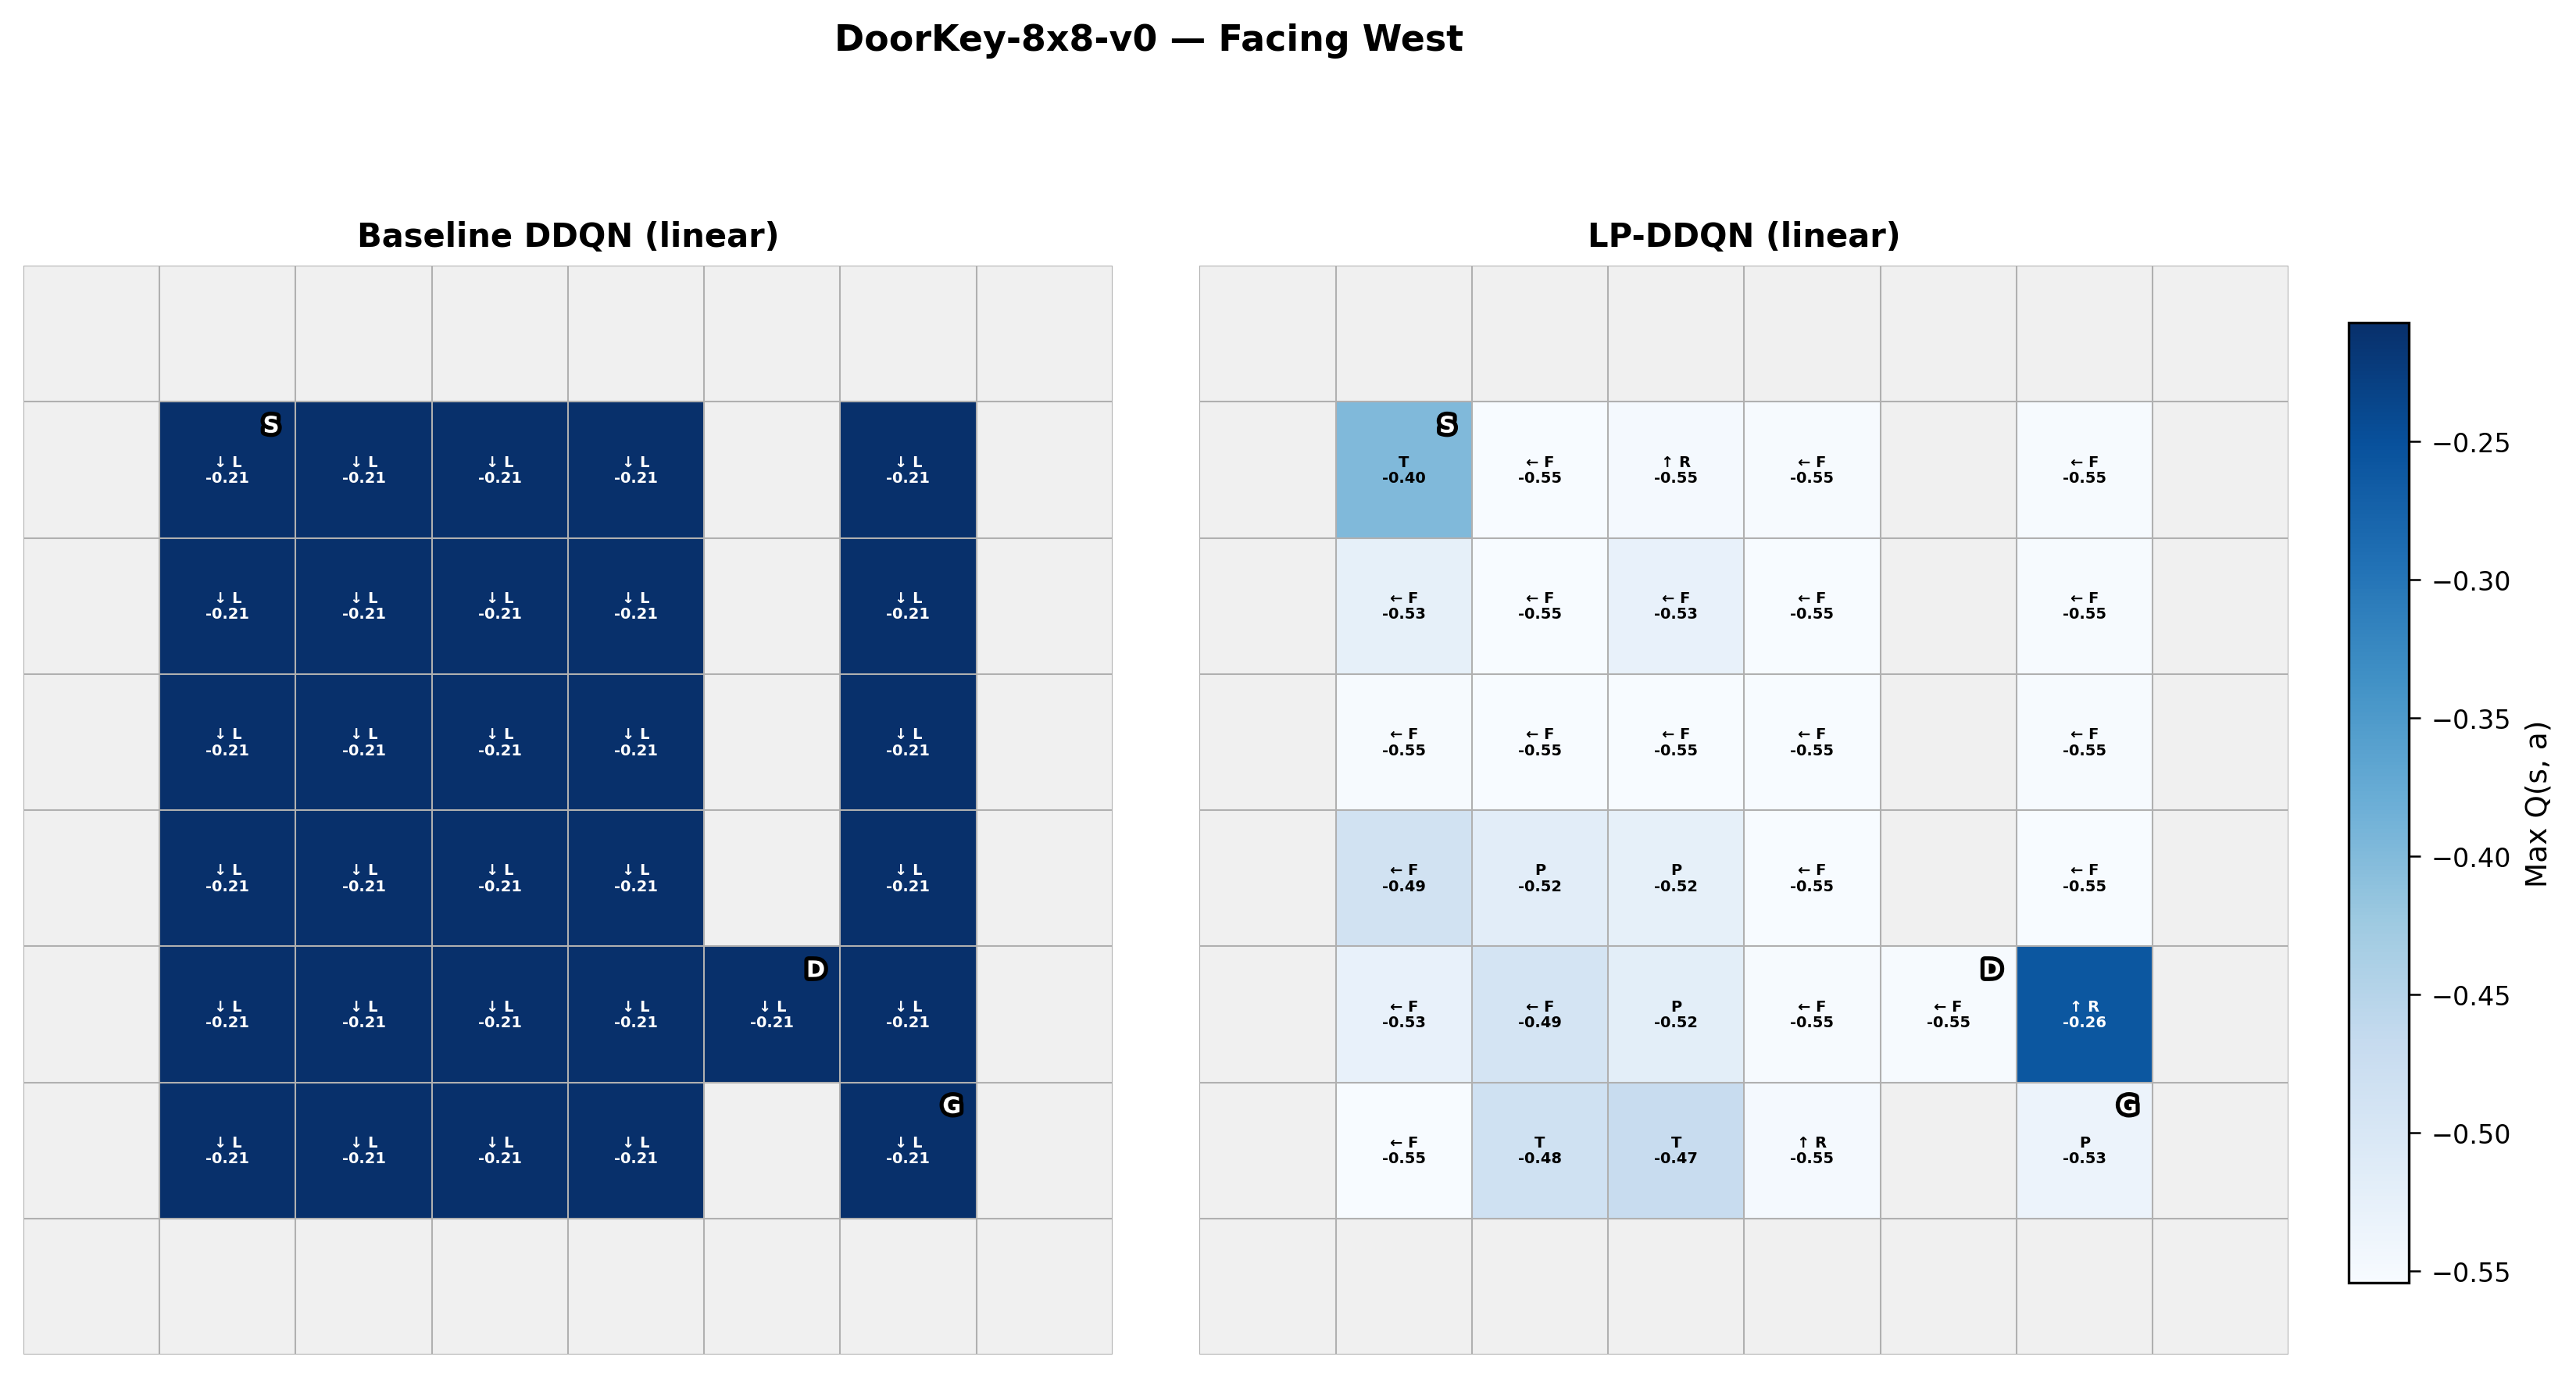 DoorKey-8x8-v0 — Facing West
Baseline DDQN (linear)
S
↓ L ↓ L ↓ L ↓ L ↓ L
-0.21 -0.21 -0.21 -0.21 -0.21
↓ L ↓ L ↓ L ↓ L ↓ L
-0.21 -0.21 -0.21 -0.21 -0.21
↓ L ↓ L ↓ L ↓ L ↓ L
-0.21 -0.21 -0.21 -0.21 -0.21
↓ L ↓ L ↓ L ↓ L ↓ L
-0.21 -0.21 -0.21 -0.21 -0.21
D
↓ L ↓ L ↓ L ↓ L ↓ L ↓ L
-0.21 -0.21 -0.21 -0.21 -0.21 -0.21
G
↓ L ↓ L ↓ L ↓ L ↓ L
-0.21 -0.21 -0.21 -0.21 -0.21
LP-DDQN (linear)
S
T ← F ↑ R ← F ← F
-0.40 -0.55 -0.55 -0.55 -0.55
← F ← F ← F ← F ← F
-0.53 -0.55 -0.53 -0.55 -0.55
← F ← F ← F ← F ← F
-0.55 -0.55 -0.55 -0.55 -0.55
← F P P ← F ← F
-0.49 -0.52 -0.52 -0.55 -0.55
D
← F ← F P ← F ← F ↑ R
-0.53 -0.49 -0.52 -0.55 -0.55 -0.26
G
← F T T ↑ R P
-0.55 -0.48 -0.47 -0.55 -0.53
−0.25
−0.30
−0.35
−0.40
−0.45
−0.50
−0.55
Max Q(s, a)